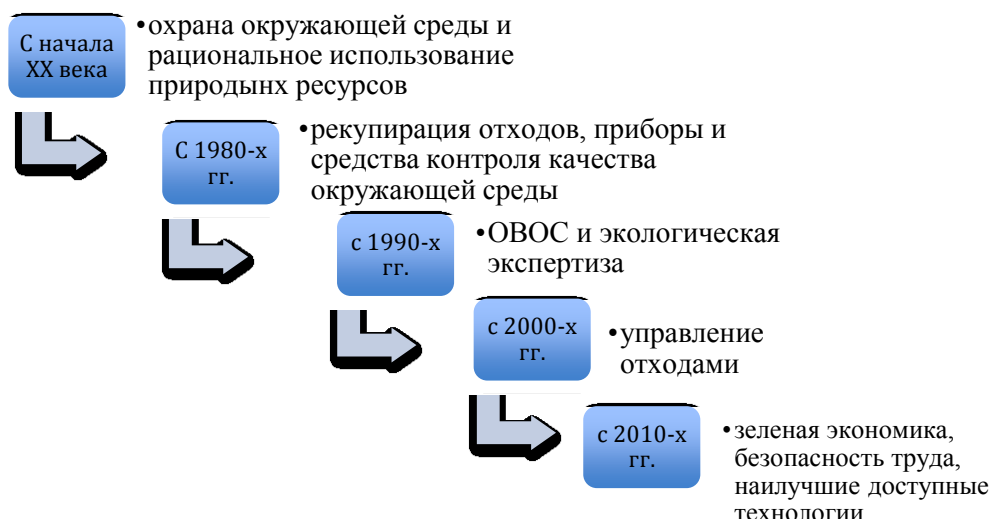 С начала
ХХ века
•охрана окружающей среды и
рациональное использование
природынх ресурсов
С 1980-х
гг.
•рекупирация отходов, приборы и
средства контроля качества
окружающей среды
с 1990-х
гг.
•ОВОС и экологическая
экспертиза
с 2000-х
гг.
•управление
отходами
с 2010-х
гг.
•зеленая экономика,
безопасность труда,
наилучшие доступные
технологии